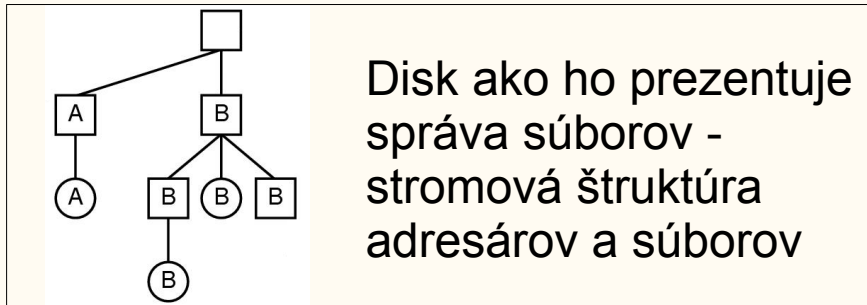 A
B
A
B
B
B
B
Disk ako ho prezentuje
správa súborov -
stromová štruktúra
adresárov a súborov